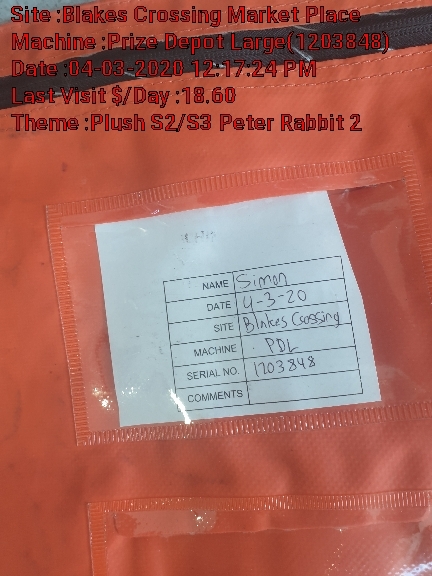 Site :Blakes Crossing Market Place
Machine :Prize Depot Large(1203848)
Date :04-03-2020 12:17:24 PM
Last Visit $/Day :18.60
Theme :Plush S2/S3 Peter Rabbit 2
NAME Simon
DATE 4-3-20
SITE Blakes Crossing
MACHINE PDL
SERIAL NO. 1203848
COMMENTS